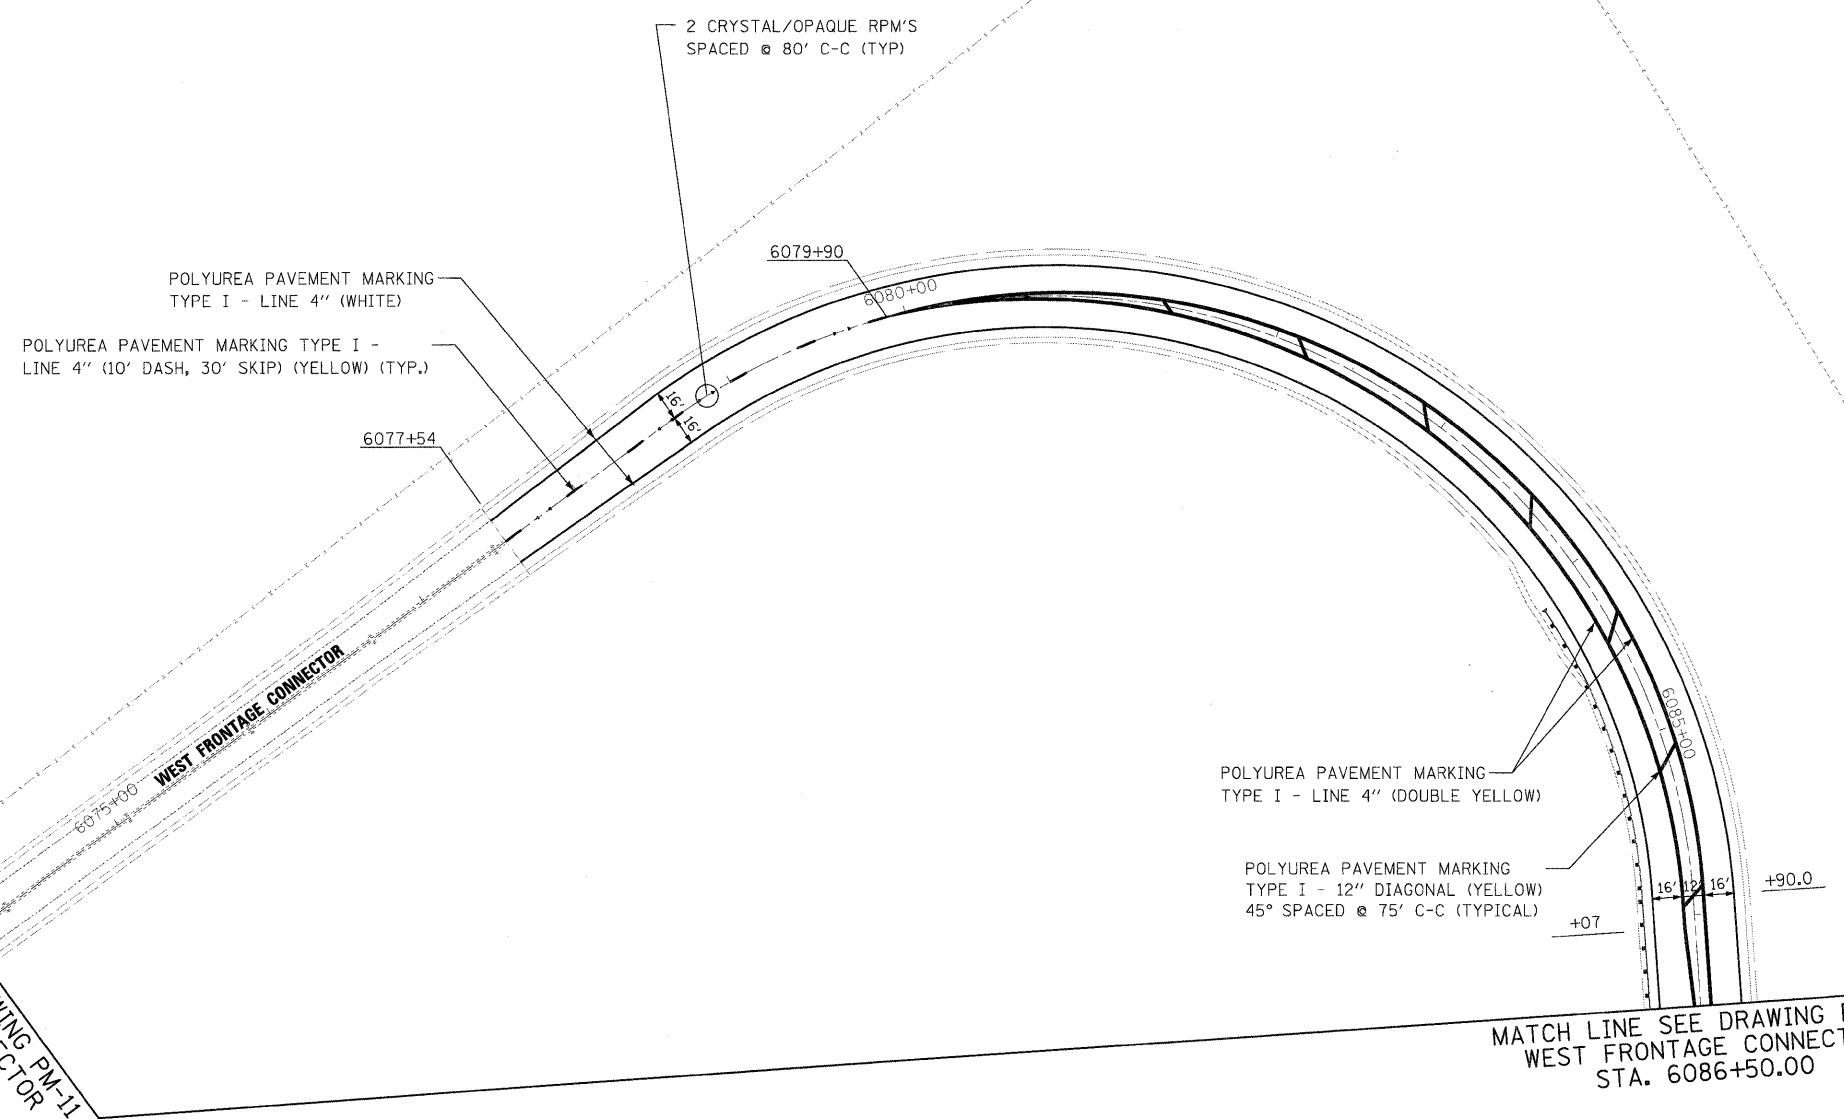 2 CRYSTAL/OPAQUE RPM'S
SPACED @ 80' C-C (TYP)
6079+90
6080+00
POLYUREA PAVEMENT MARKING
TYPE I - LINE 4" (WHITE)
POLYUREA PAVEMENT MARKING TYPE I -
LINE 4" (10' DASH, 30' SKIP) (YELLOW) (TYP.)
16'
16'
6077+54
WEST FRONTAGE CONNECTOR
6075+00
6085+00
POLYUREA PAVEMENT MARKING
TYPE I - LINE 4" (DOUBLE YELLOW)
POLYUREA PAVEMENT MARKING
TYPE I - 12" DIAGONAL (YELLOW)
45° SPACED @ 75' C-C (TYPICAL)
16' 12' 16'
+90.0
+07
PM-11
MATCH LINE SEE DRAWING
WEST FRONTAGE
STA. 6086+50.00